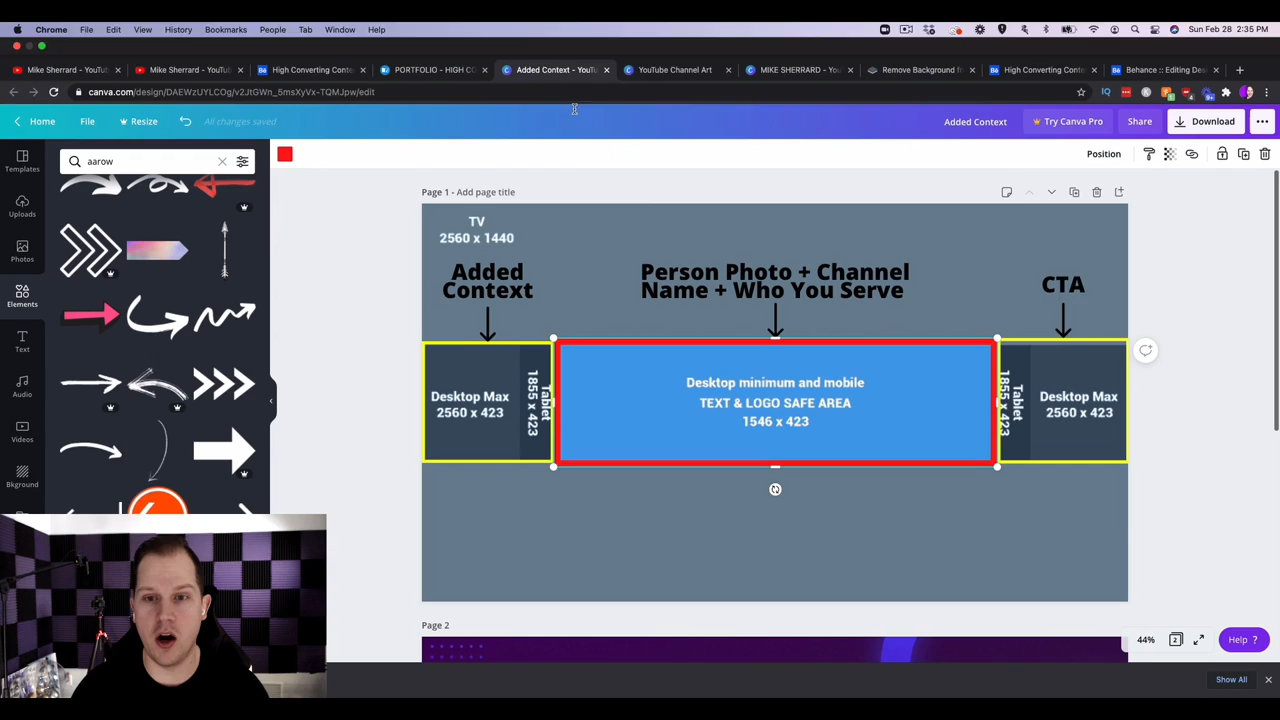 Chrome File Edit View History Bookmarks People Tab Window Help
Sun Feb 28 2:35 PM
Mike Sherrard - YouTub
Mike Sherrard - YouTub
High Converting Conte
PORTFOLIO - HIGH CO
Added Context - YouTu
YouTube Channel Art
MIKE SHERRARD - You
Remove Background f
High Converting Conte
Behance :: Editing Des
canva.com/design/DAEWzUYLCOg/v2JtGWn_5msXyVx-TQMJpw/edit
Home File Resize All changes saved
Added Context Try Canva Pro Share Download
aarow
Position
Templates
Uploads
Photos
Elements
Text
Audio
Videos
Bkground
Page 1 - Add page title
TV
2560 x 1440
Added
Context
Person Photo + Channel
Name + Who You Serve
CTA
Desktop Max
2560 x 423
Tablet
1855 x 423
Desktop minimum and mobile
TEXT & LOGO SAFE AREA
1546 x 423
Tablet
1855 x 423
Desktop Max
2560 x 423
Page 2
44%
2
Help ?
Show All